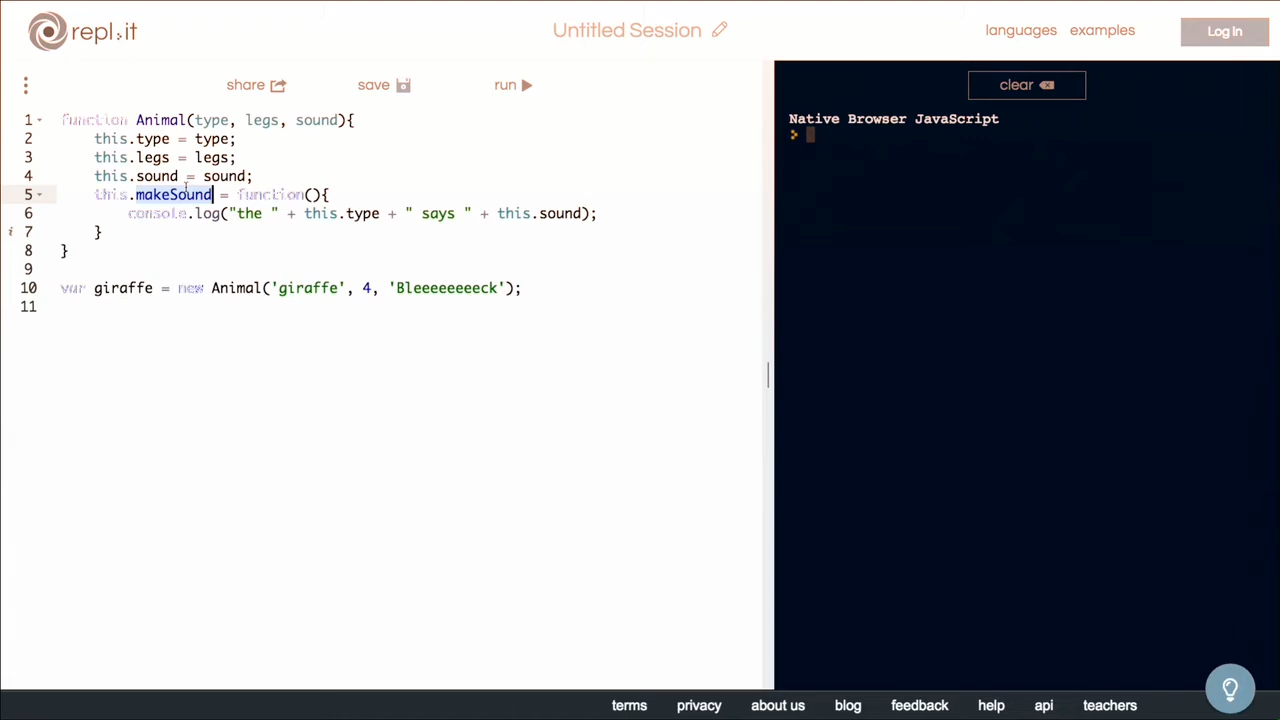 repl.it
Untitled Session
languages examples Log In
share save run
clear
1 function Animal(type, legs, sound){
2 this.type = type;
3 this.legs = legs;
4 this.sound = sound;
5 this.makeSound = function(){
6 console.log("the " + this.type + " says " + this.sound);
7 }
8 }
9
10 var giraffe = new Animal('giraffe', 4, 'Bleeeeeeeeck');
11
Native Browser JavaScript
>
terms privacy about us blog feedback help api teachers